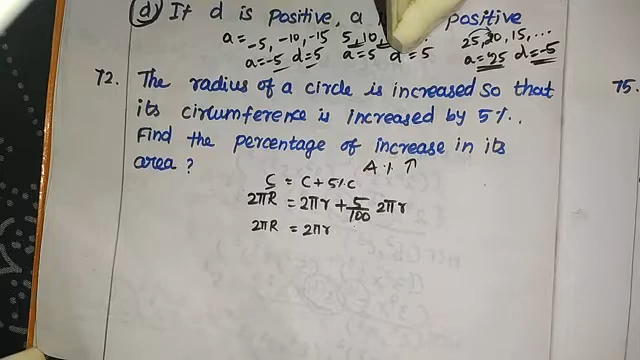 (d) If d is positive, a positive
a = -5, -10, -15 5, 10, 25, 20, 15, ...
a=-5 d=5 a=5 d=5 a=25 d=-5
72. The radius of a circle is increased so that 75.
its circumference is increased by 5%.
Find the percentage of increase in its
area? A % ↑
C = C + 5% C
2πR = 2πr + 5/100 2πr
2πR = 2πr